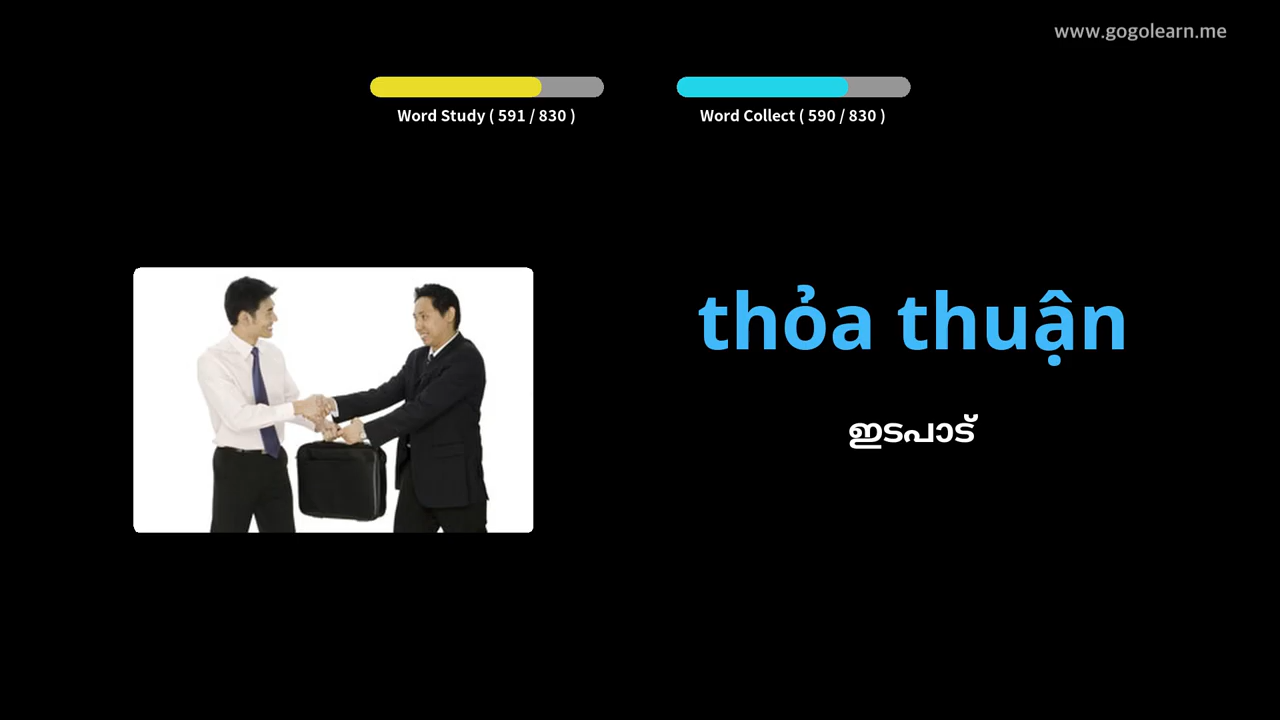 www.gogolearn.me
Word Study ( 591 / 830 )
Word Collect ( 590 / 830 )
thỏa thuận
ഇടപാട്